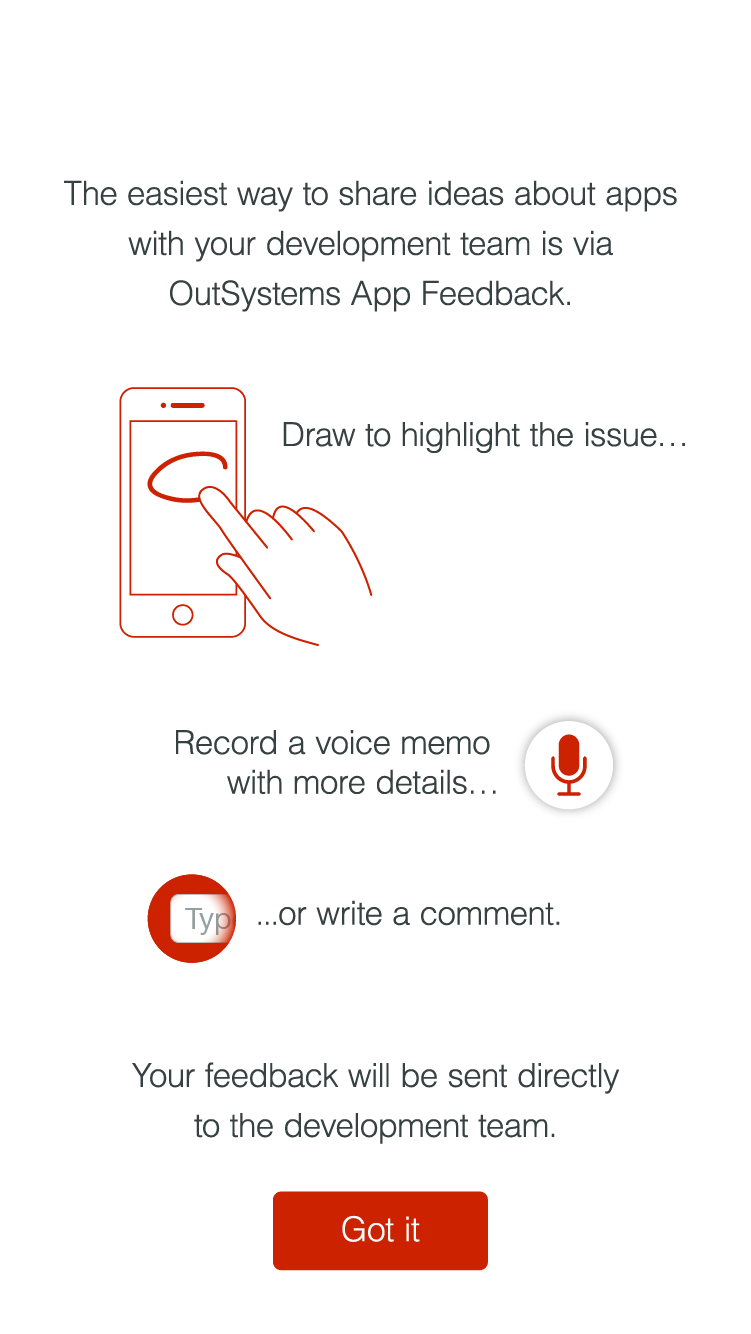 The easiest way to share ideas about apps
with your development team is via
OutSystems App Feedback.
Draw to highlight the issue...
Record a voice memo
with more details...
Typ
...or write a comment.
Your feedback will be sent directly
to the development team.
Got it